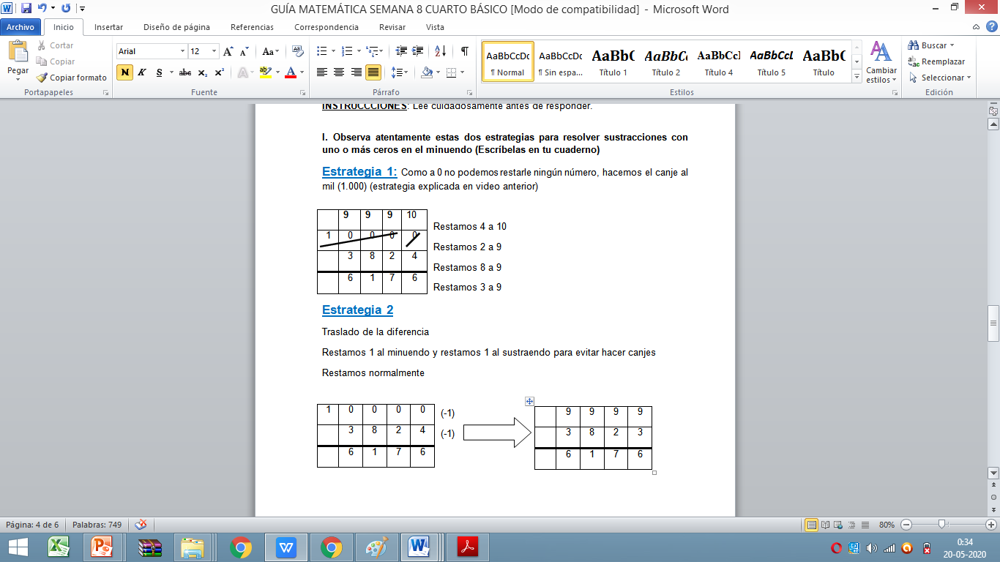 GUÍA MATEMÁTICA SEMANA 8 CUARTO BÁSICO [Modo de compatibilidad] - Microsoft Word
Archivo Inicio Insertar Diseño de página Referencias Correspondencia Revisar Vista
Pegar
Cortar
Copiar
Copiar formato
Portapapeles
Arial 12
N K S abc x₂ x²
Fuente
Párrafo
AaBbCcDc AaBbCcDc AaBbC AaBbC AaBbCcI AaBbCcL AaBbC
¶ Normal ¶ Sin espa... Título 1 Título 2 Título 4 Título 5 Título
Cambiar estilos
Estilos
Buscar
Reemplazar
Seleccionar
Edición
INSTRUCCCIONES: Lee cuidadosamente antes de responder.
I. Observa atentamente estas dos estrategias para resolver sustracciones con
uno o más ceros en el minuendo (Escríbelas en tu cuaderno)
Estrategia 1: Como a 0 no podemos restarle ningún número, hacemos el canje al
mil (1.000) (estrategia explicada en video anterior)
9 9 9 10
1 0 0 0 0
3 8 2 4
6 1 7 6
Restamos 4 a 10
Restamos 2 a 9
Restamos 8 a 9
Restamos 3 a 9
Estrategia 2
Traslado de la diferencia
Restamos 1 al minuendo y restamos 1 al sustraendo para evitar hacer canjes
Restamos normalmente
1 0 0 0 0 (-1)
3 8 2 4 (-1)
6 1 7 6
9 9 9 9
3 8 2 3
6 1 7 6
Página: 4 de 6 Palabras: 749 80%
0:34
20-05-2020